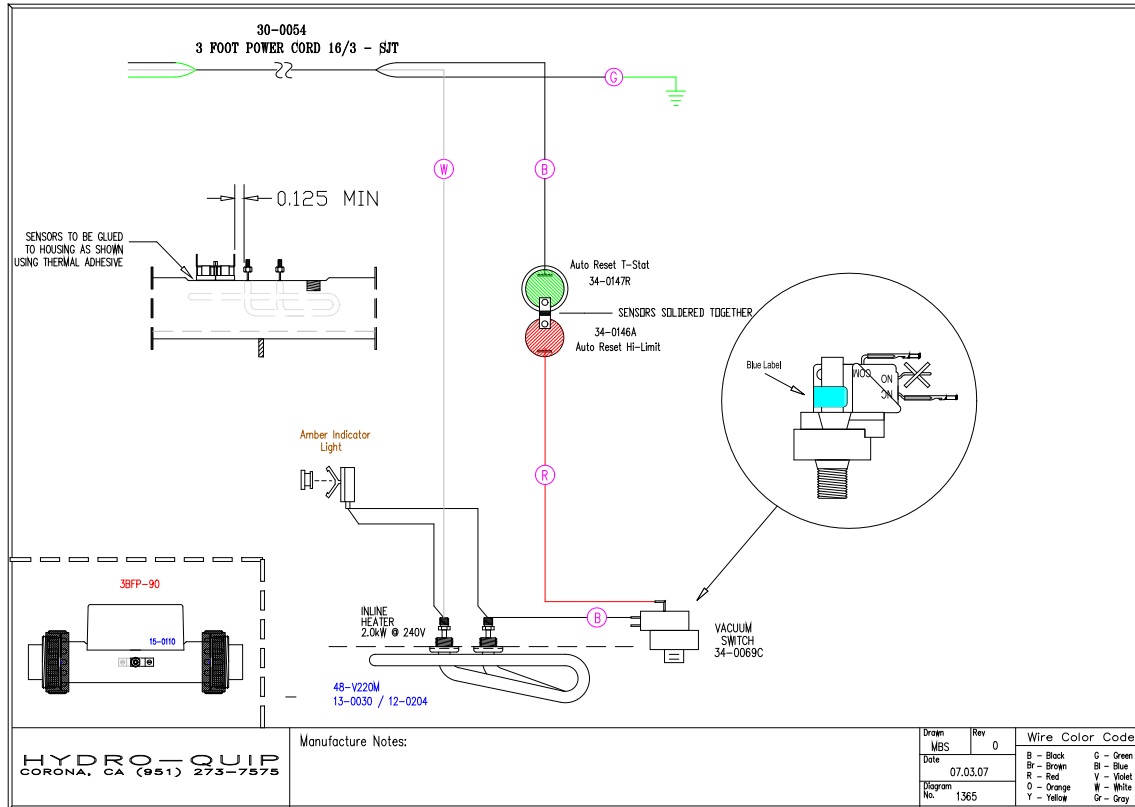 30-0054
3 FOOT POWER CORD 16/3 - SJT
G
W
B
0.125 MIN
SENSORS TO BE GLUED
TO HOUSING AS SHOWN
USING THERMAL ADHESIVE
Auto Reset T-Stat
34-0147R
SENSORS SOLDERED TOGETHER
34-0146A
Auto Reset Hi-Limit
Blue Label
COM
NO
NC
Amber Indicator
Light
R
3BFP-90
15-0110
INLINE
HEATER
2.0kW @ 240V
B
VACUUM
SWITCH
34-0069C
48-V220M
13-0030 / 12-0204
HYDRO-QUIP
CORONA, CA (951) 273-7575
Manufacture Notes:
Drawn
MBS
Rev
0
Date
07.03.07
Diagram
No. 1365
Wire Color Code
B - Black
Br - Brown
R - Red
O - Orange
Y - Yellow
G - Green
Bl - Blue
V - Violet
W - White
Gr - Gray